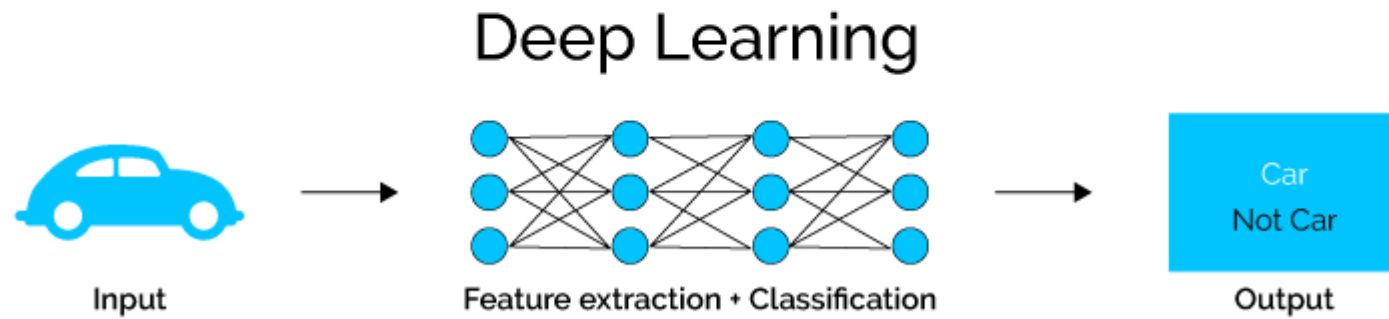 Deep Learning
Car
Not Car
Input
Feature extraction + Classification
Output